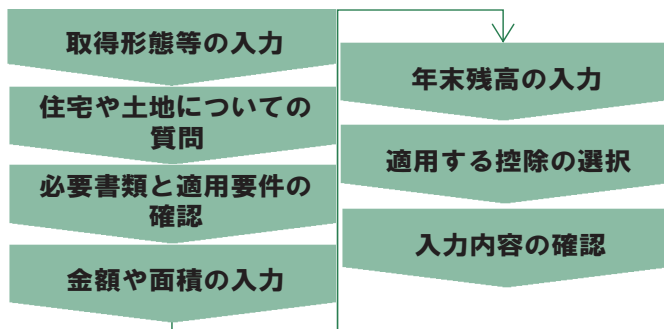 取得形態等の入力
住宅や土地についての
質問
必要書類と適用要件の
確認
金額や面積の入力
年末残高の入力
適用する控除の選択
入力内容の確認